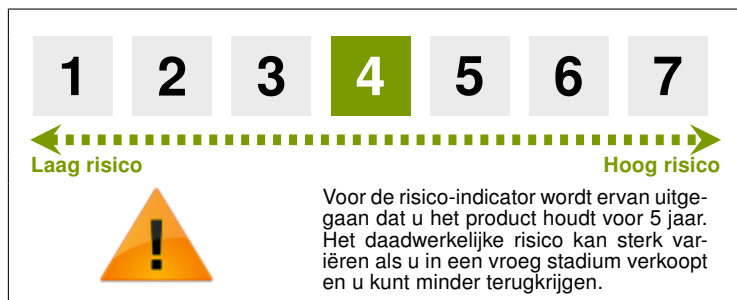 1 2 3 4 5 6 7
Laag risico Hoog risico
Voor de risico-indicator wordt ervan uitge-
gaan dat u het product houdt voor 5 jaar.
Het daadwerkelijke risico kan sterk var-
iëren als u in een vroeg stadium verkoopt
en u kunt minder terugkrijgen.